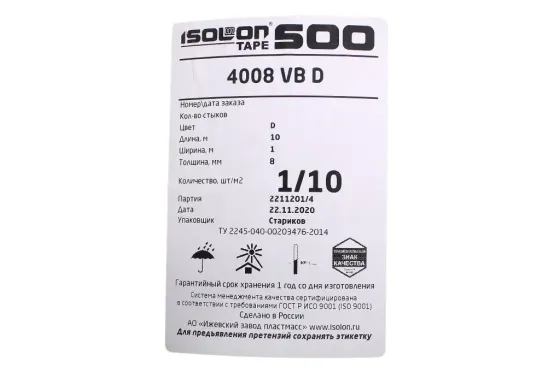 ISOLON TAPE 500
4008 VB D
Номер\дата заказа
Кол-во стыков
Цвет D
Длина, м 10
Ширина, м 1
Толщина, мм 8
Количество, шт/м2 1/10
Партия 2211201/4
Дата 22.11.2020
Упаковщик Стариков
ТУ 2245-040-00203476-2014
ЗНАК
КАЧЕСТВА
Гарантийный срок хранения 1 год со дня изготовления
Система менеджмента качества сертифицирована
в соответствии с требованиями ГОСТ Р ИСО 9001 (ISO 9001)
Сделано в России
АО «Ижевский завод пластмасс» www.isolon.ru
Для предъявления претензий сохранять этикетку